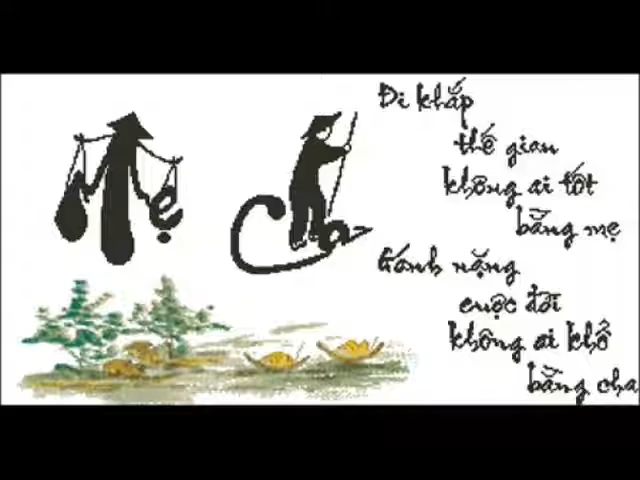 Mẹ Cha
Đi khắp
thế gian
không ai tốt
bằng mẹ
Gánh nặng
cuộc đời
không ai khổ
bằng cha